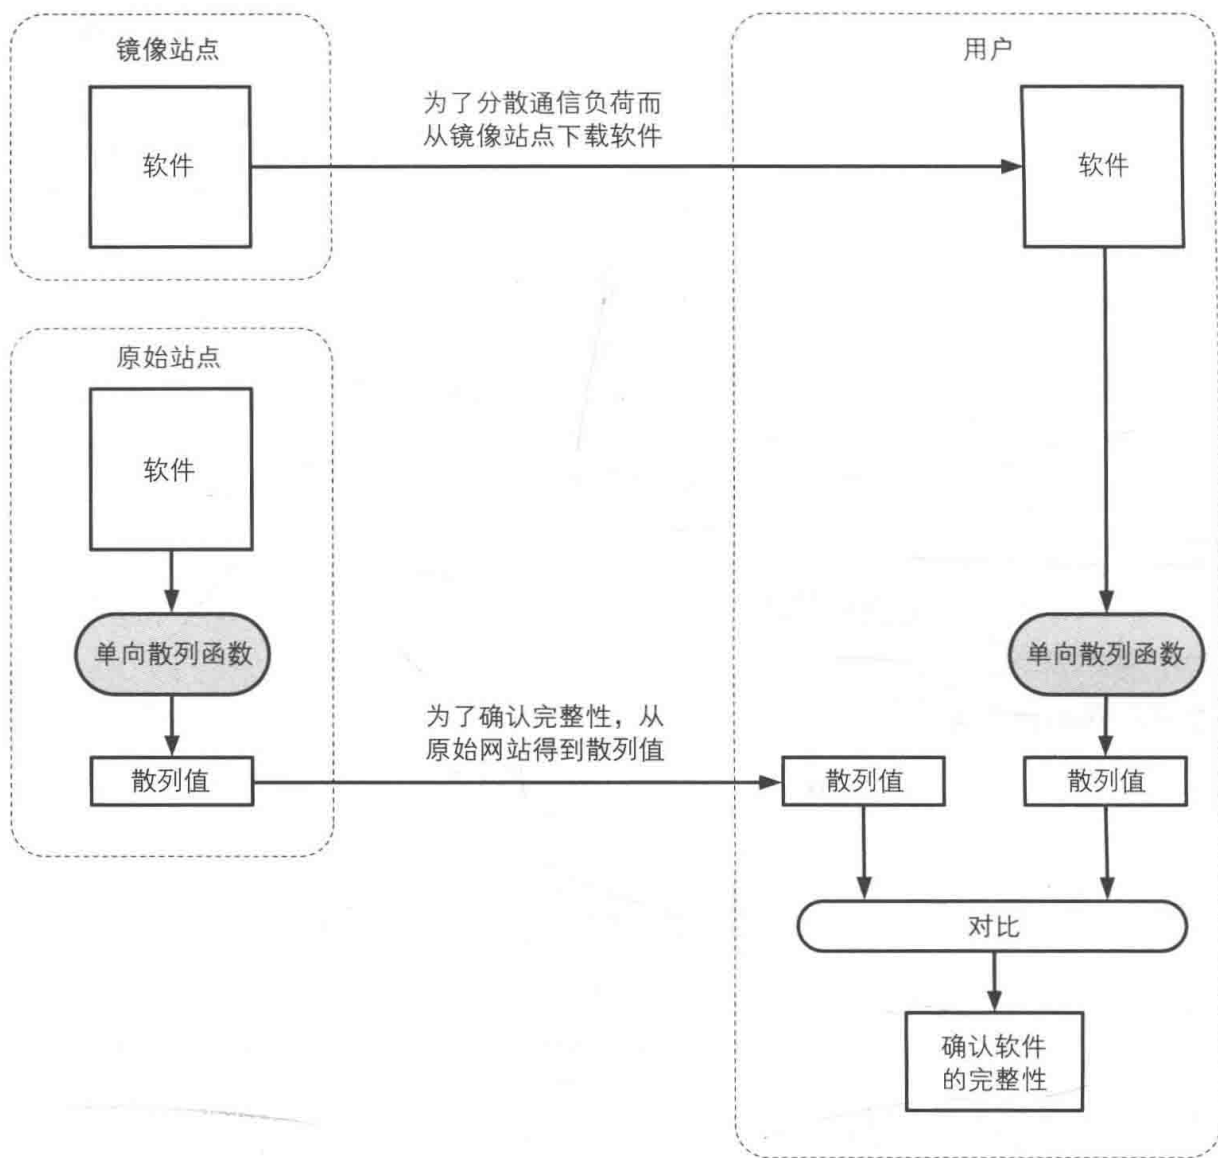 镜像站点
软件
为了分散通信负荷而
从镜像站点下载软件
用户
软件
原始站点
软件
单向散列函数
散列值
为了确认完整性，从
原始网站得到散列值
单向散列函数
散列值
散列值
对比
确认软件
的完整性